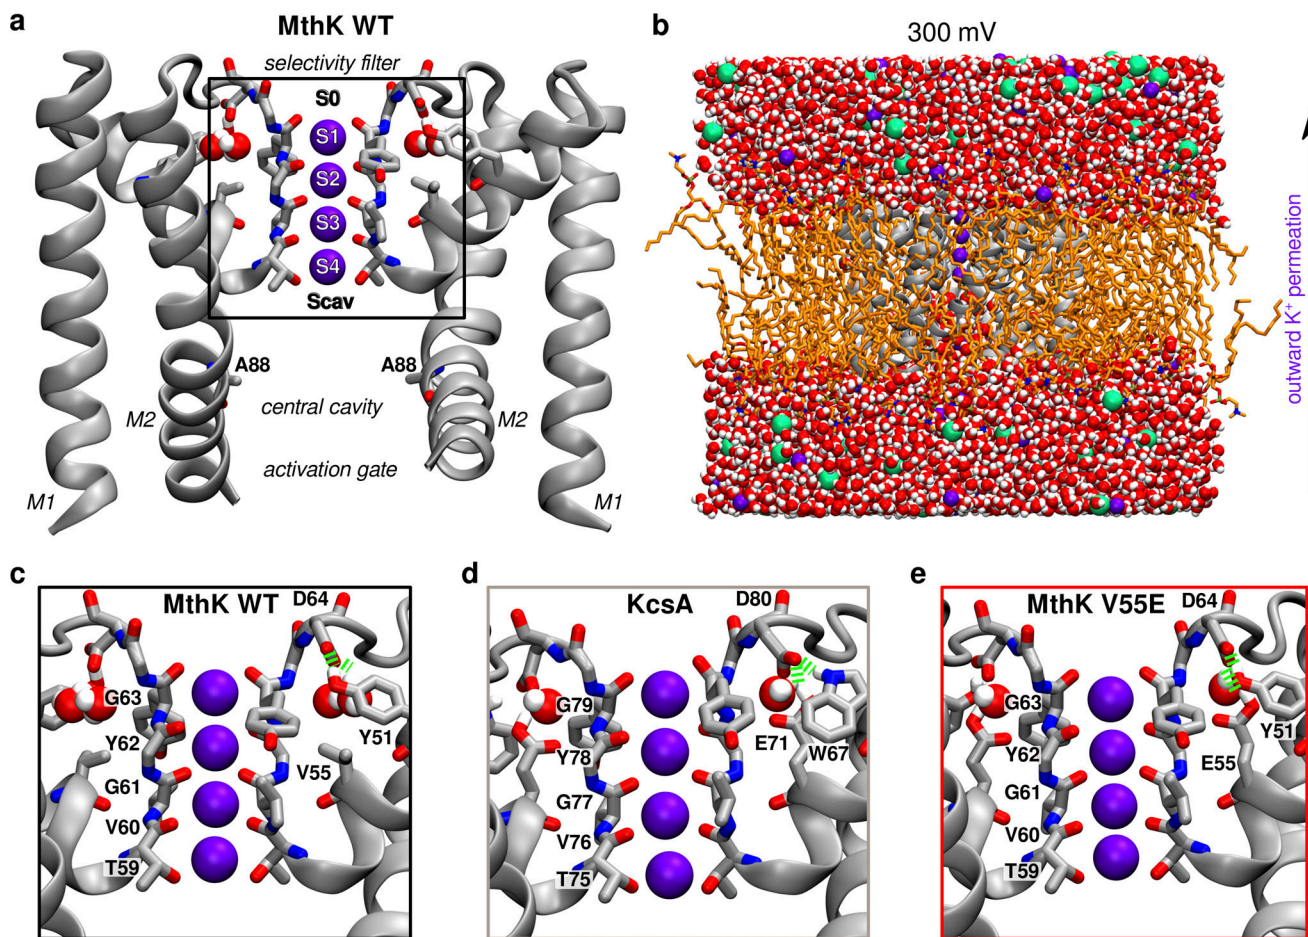 a
MthK WT
selectivity filter
S0
S1
S2
S3
S4
Scav
A88
A88
M2
central cavity
M2
activation gate
M1
M1
b
300 mV
outward K⁺ permeation
c
MthK WT
D64
G63
Y62
Y51
V55
G61
V60
T59
d
KcsA
D80
G79
Y78
E71
W67
G77
V76
T75
e
MthK V55E
D64
G63
Y51
Y62
E55
G61
V60
T59